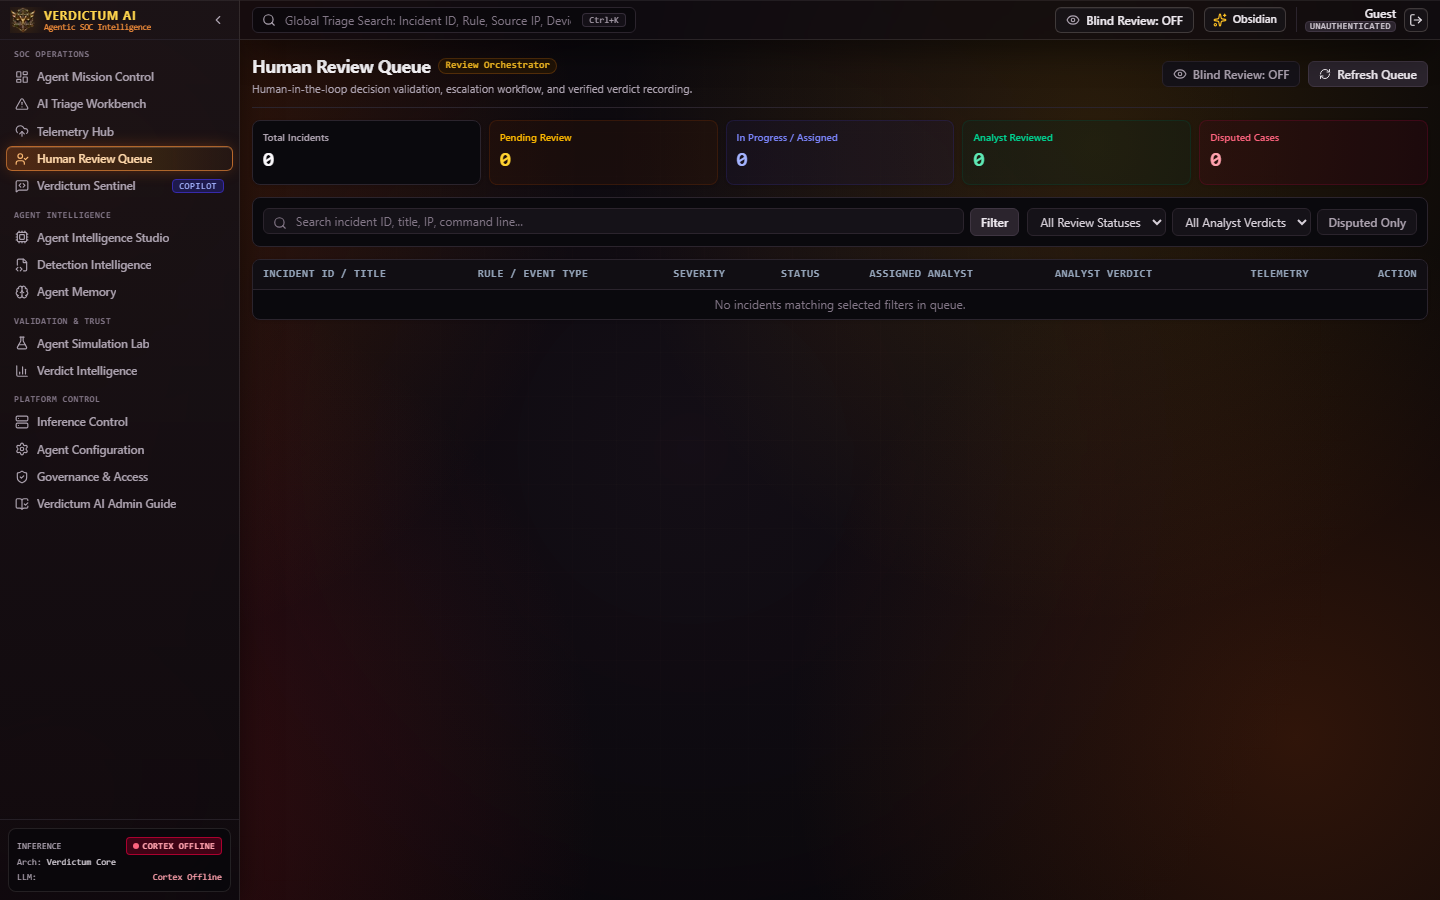 VERDICTUM AI
Agentic SOC Intelligence
SOC OPERATIONS
Agent Mission Control
AI Triage Workbench
Telemetry Hub
Human Review Queue
Verdictum Sentinel COPILOT
AGENT INTELLIGENCE
Agent Intelligence Studio
Detection Intelligence
Agent Memory
VALIDATION & TRUST
Agent Simulation Lab
Verdict Intelligence
PLATFORM CONTROL
Inference Control
Agent Configuration
Governance & Access
Verdictum AI Admin Guide
INFERENCE CORTEX OFFLINE
Arch: Verdictum Core
LLM: Cortex Offline
Global Triage Search: Incident ID, Rule, Source IP, Devi Ctrl+K
Blind Review: OFF
Obsidian
Guest
UNAUTHENTICATED
Human Review Queue Review Orchestrator
Human-in-the-loop decision validation, escalation workflow, and verified verdict recording.
Blind Review: OFF
Refresh Queue
Total Incidents
0
Pending Review
0
In Progress / Assigned
0
Analyst Reviewed
0
Disputed Cases
0
Search incident ID, title, IP, command line... Filter All Review Statuses All Analyst Verdicts Disputed Only
INCIDENT ID / TITLE RULE / EVENT TYPE SEVERITY STATUS ASSIGNED ANALYST ANALYST VERDICT TELEMETRY ACTION
No incidents matching selected filters in queue.